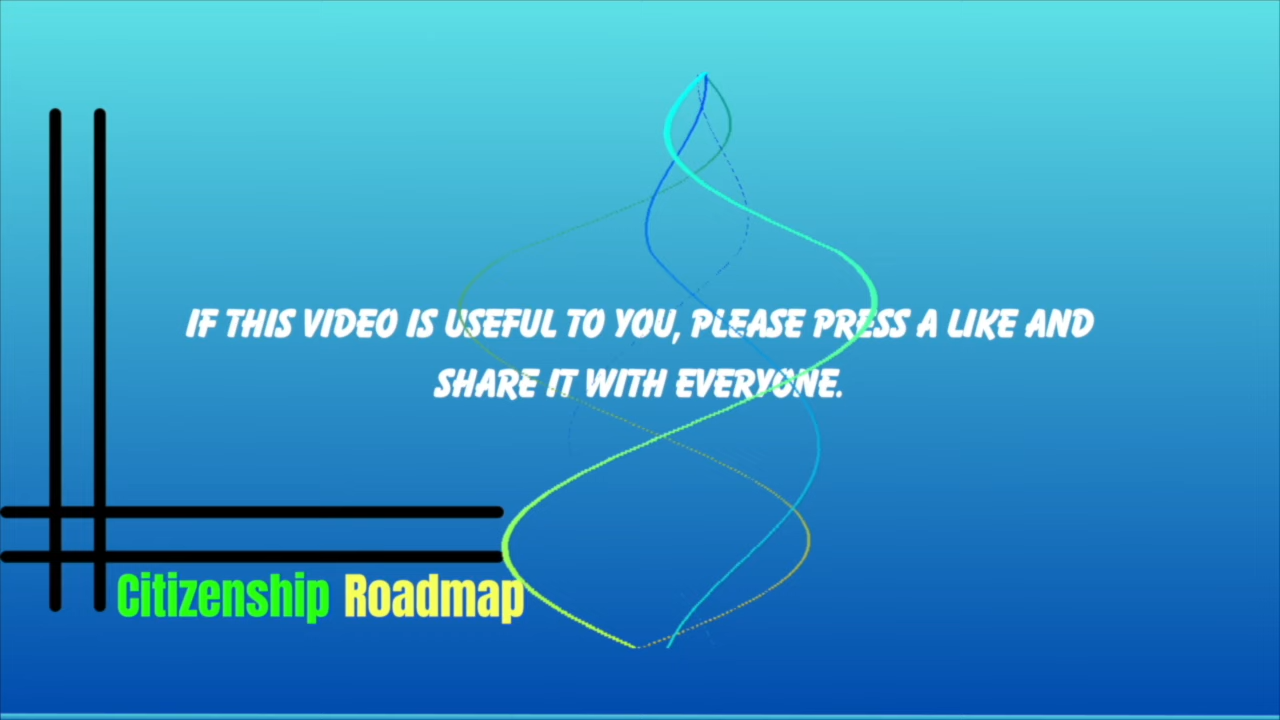 IF THIS VIDEO IS USEFUL TO YOU, PLEASE PRESS A LIKE AND
SHARE IT WITH EVERYONE.
Citizenship Roadmap